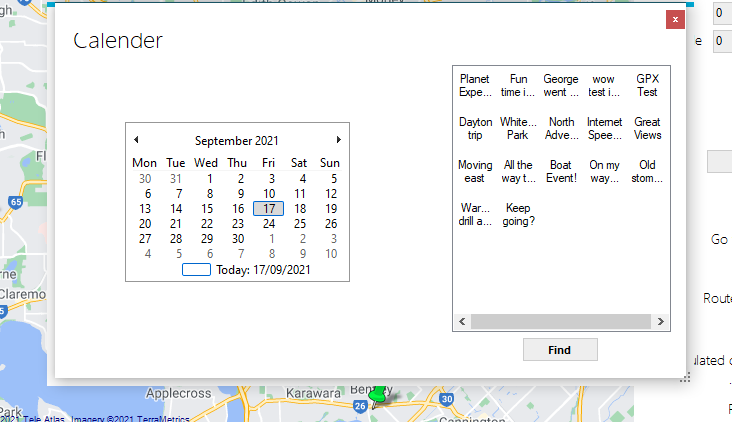 Calender
x
September 2021
Mon Tue Wed Thu Fri Sat Sun
30 31 1 2 3 4 5
6 7 8 9 10 11 12
13 14 15 16 17 18 19
20 21 22 23 24 25 26
27 28 29 30 1 2 3
4 5 6 7 8 9 10
Today: 17/09/2021
Planet Expe...
Fun time i...
George went ...
wow test i...
GPX Test
Dayton trip
White... Park
North Adve...
Internet Spee...
Great Views
Moving east
All the way t...
Boat Event!
On my way...
Old stom...
War... drill a...
Keep going?
Find
0
e 0
Go
Route
ulated
65
5
Claremo
Applecross
Karawara
Bentley
26
30
Cannington
Park
2021 Tele Atlas, Imagery ©2021 TerraMetrics